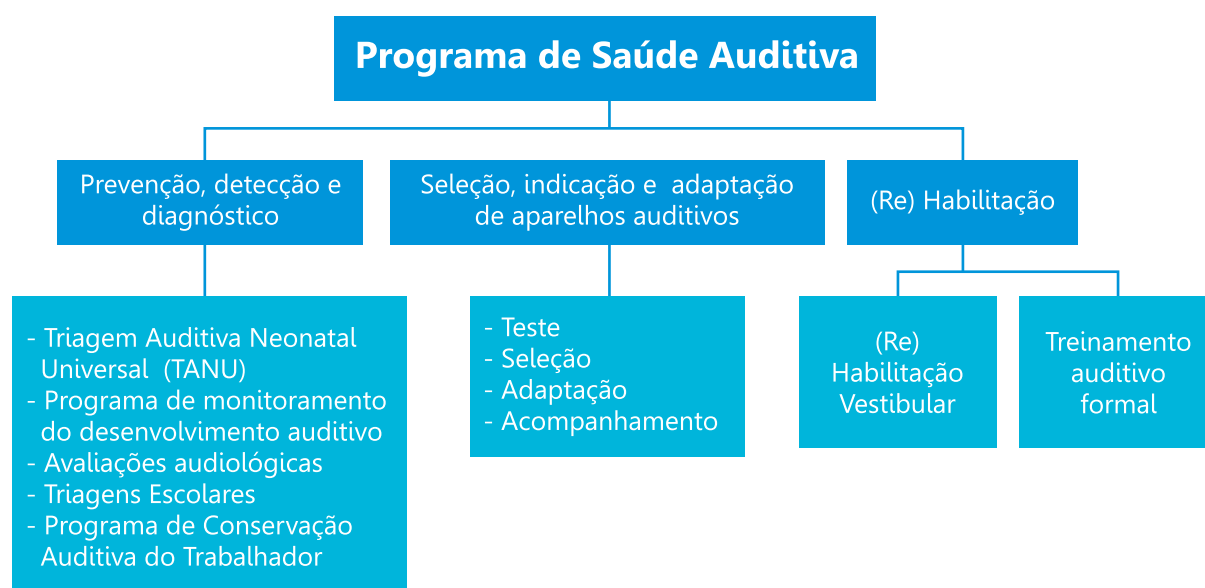 Programa de Saúde Auditiva
Prevenção, detecção e
diagnóstico
Seleção, indicação e adaptação
de aparelhos auditivos
(Re) Habilitação
- Triagem Auditiva Neonatal
Universal (TANU)
- Programa de monitoramento
do desenvolvimento auditivo
- Avaliações audiológicas
- Triagens Escolares
- Programa de Conservação
Auditiva do Trabalhador
- Teste
- Seleção
- Adaptação
- Acompanhamento
(Re)
Habilitação
Vestibular
Treinamento
auditivo
formal